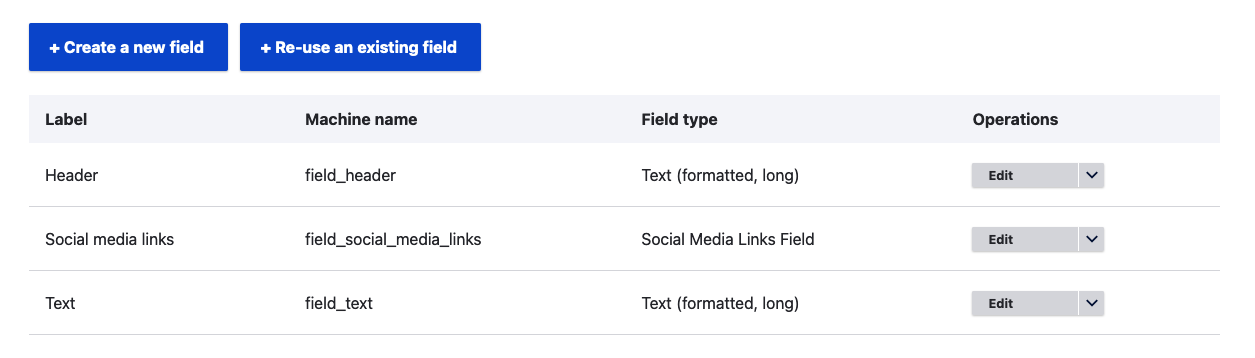 + Create a new field + Re-use an existing field
Label Machine name Field type Operations
Header field_header Text (formatted, long) Edit
Social media links field_social_media_links Social Media Links Field Edit
Text field_text Text (formatted, long) Edit